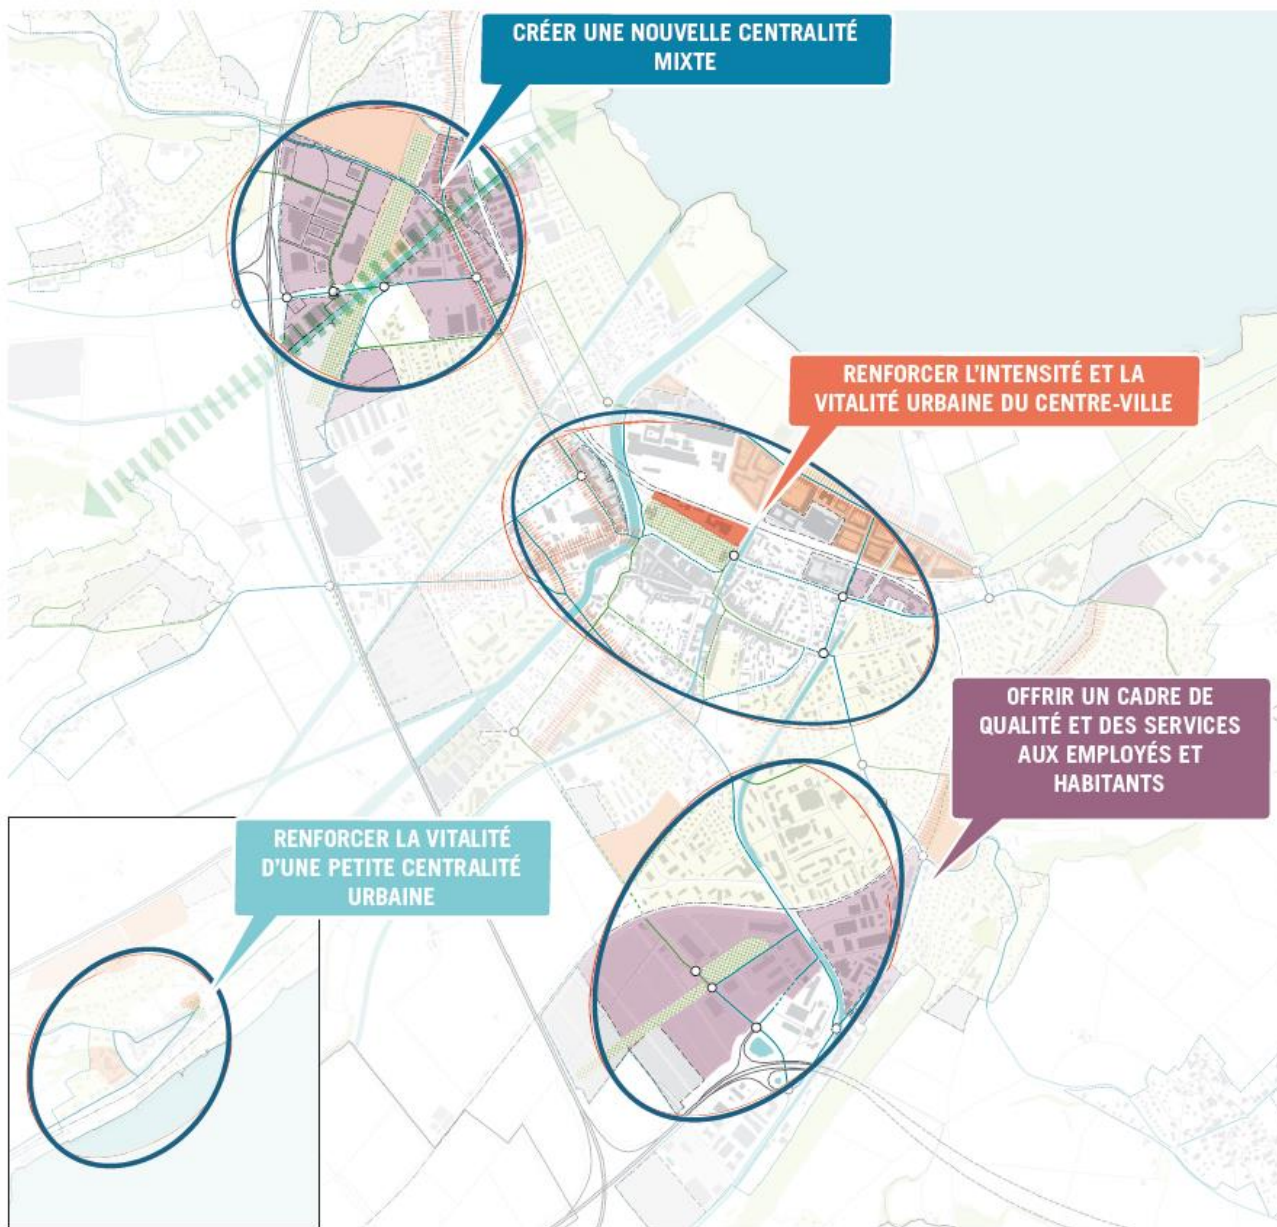 CRÉER UNE NOUVELLE CENTRALITÉ
MIXTE
RENFORCER L'INTENSITÉ ET LA
VITALITÉ URBAINE DU CENTRE-VILLE
OFFRIR UN CADRE DE
QUALITÉ ET DES SERVICES
AUX EMPLOYÉS ET
HABITANTS
RENFORCER LA VITALITÉ
D'UNE PETITE CENTRALITÉ
URBAINE